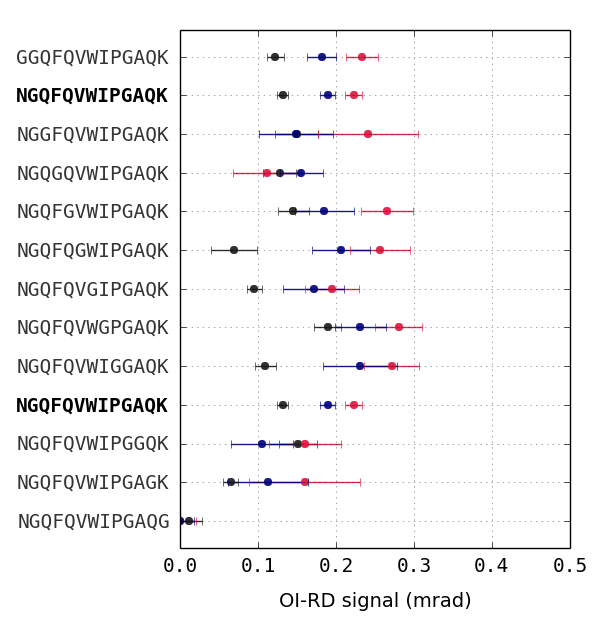 GGQFQVWIPGAQK
NGQFQVWIPGAQK
NGGFQVWIPGAQK
NGQGQVWIPGAQK
NGQFGVWIPGAQK
NGQFQGWIPGAQK
NGQFQVGIPGAQK
NGQFQVWGPGAQK
NGQFQVWIGGAQK
NGQFQVWIPGAQK
NGQFQVWIPGGQK
NGQFQVWIPGAGK
NGQFQVWIPGAQG
0.0 0.1 0.2 0.3 0.4 0.5
OI-RD signal (mrad)